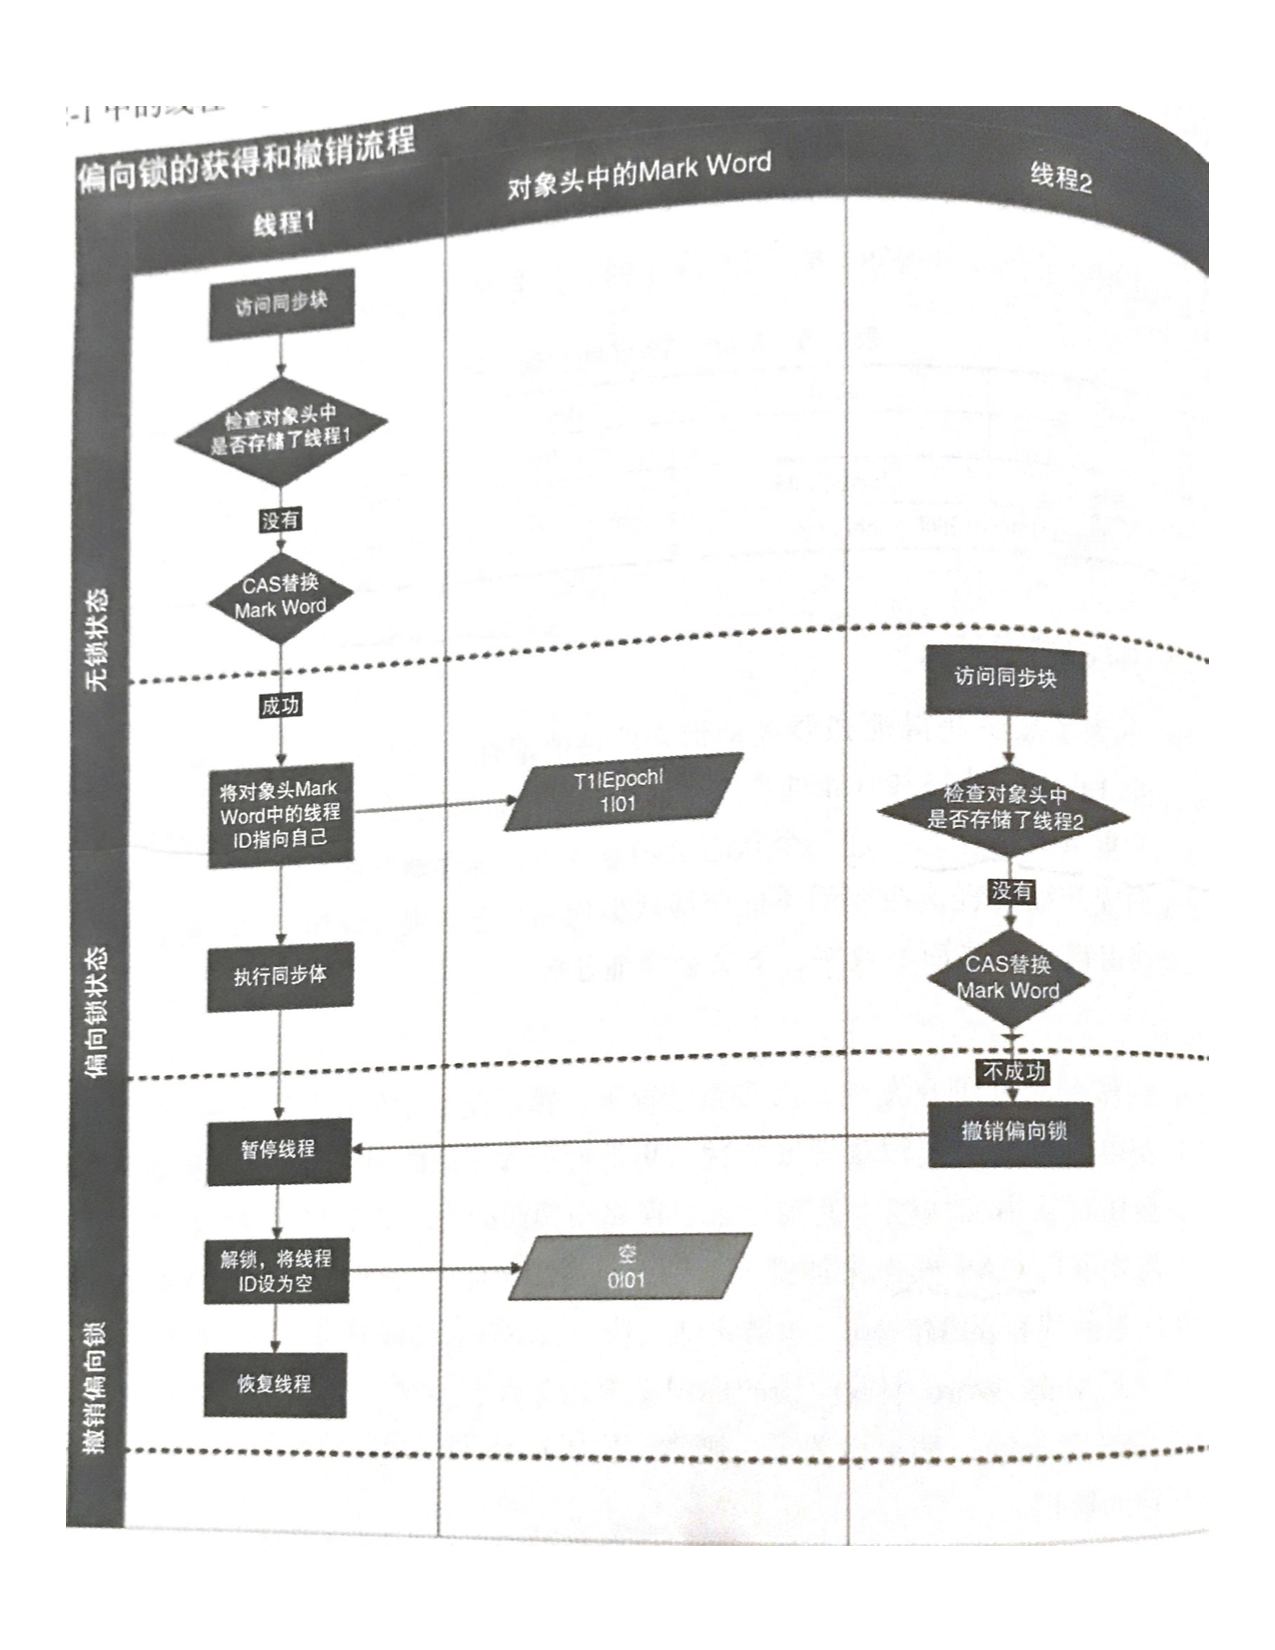 -1 中的线程
偏向锁的获得和撤销流程
线程1
对象头中的Mark Word
线程2
访问同步块
检查对象头中
是否存储了线程1
没有
CAS替换
Mark Word
无锁状态
成功
将对象头Mark
Word中的线程
ID指向自己
T1|Epoch|
1|01
访问同步块
检查对象头中
是否存储了线程2
没有
CAS替换
Mark Word
执行同步体
偏向锁状态
不成功
撤销偏向锁
暂停线程
解锁，将线程
ID设为空
空
0|01
恢复线程
撤销偏向锁